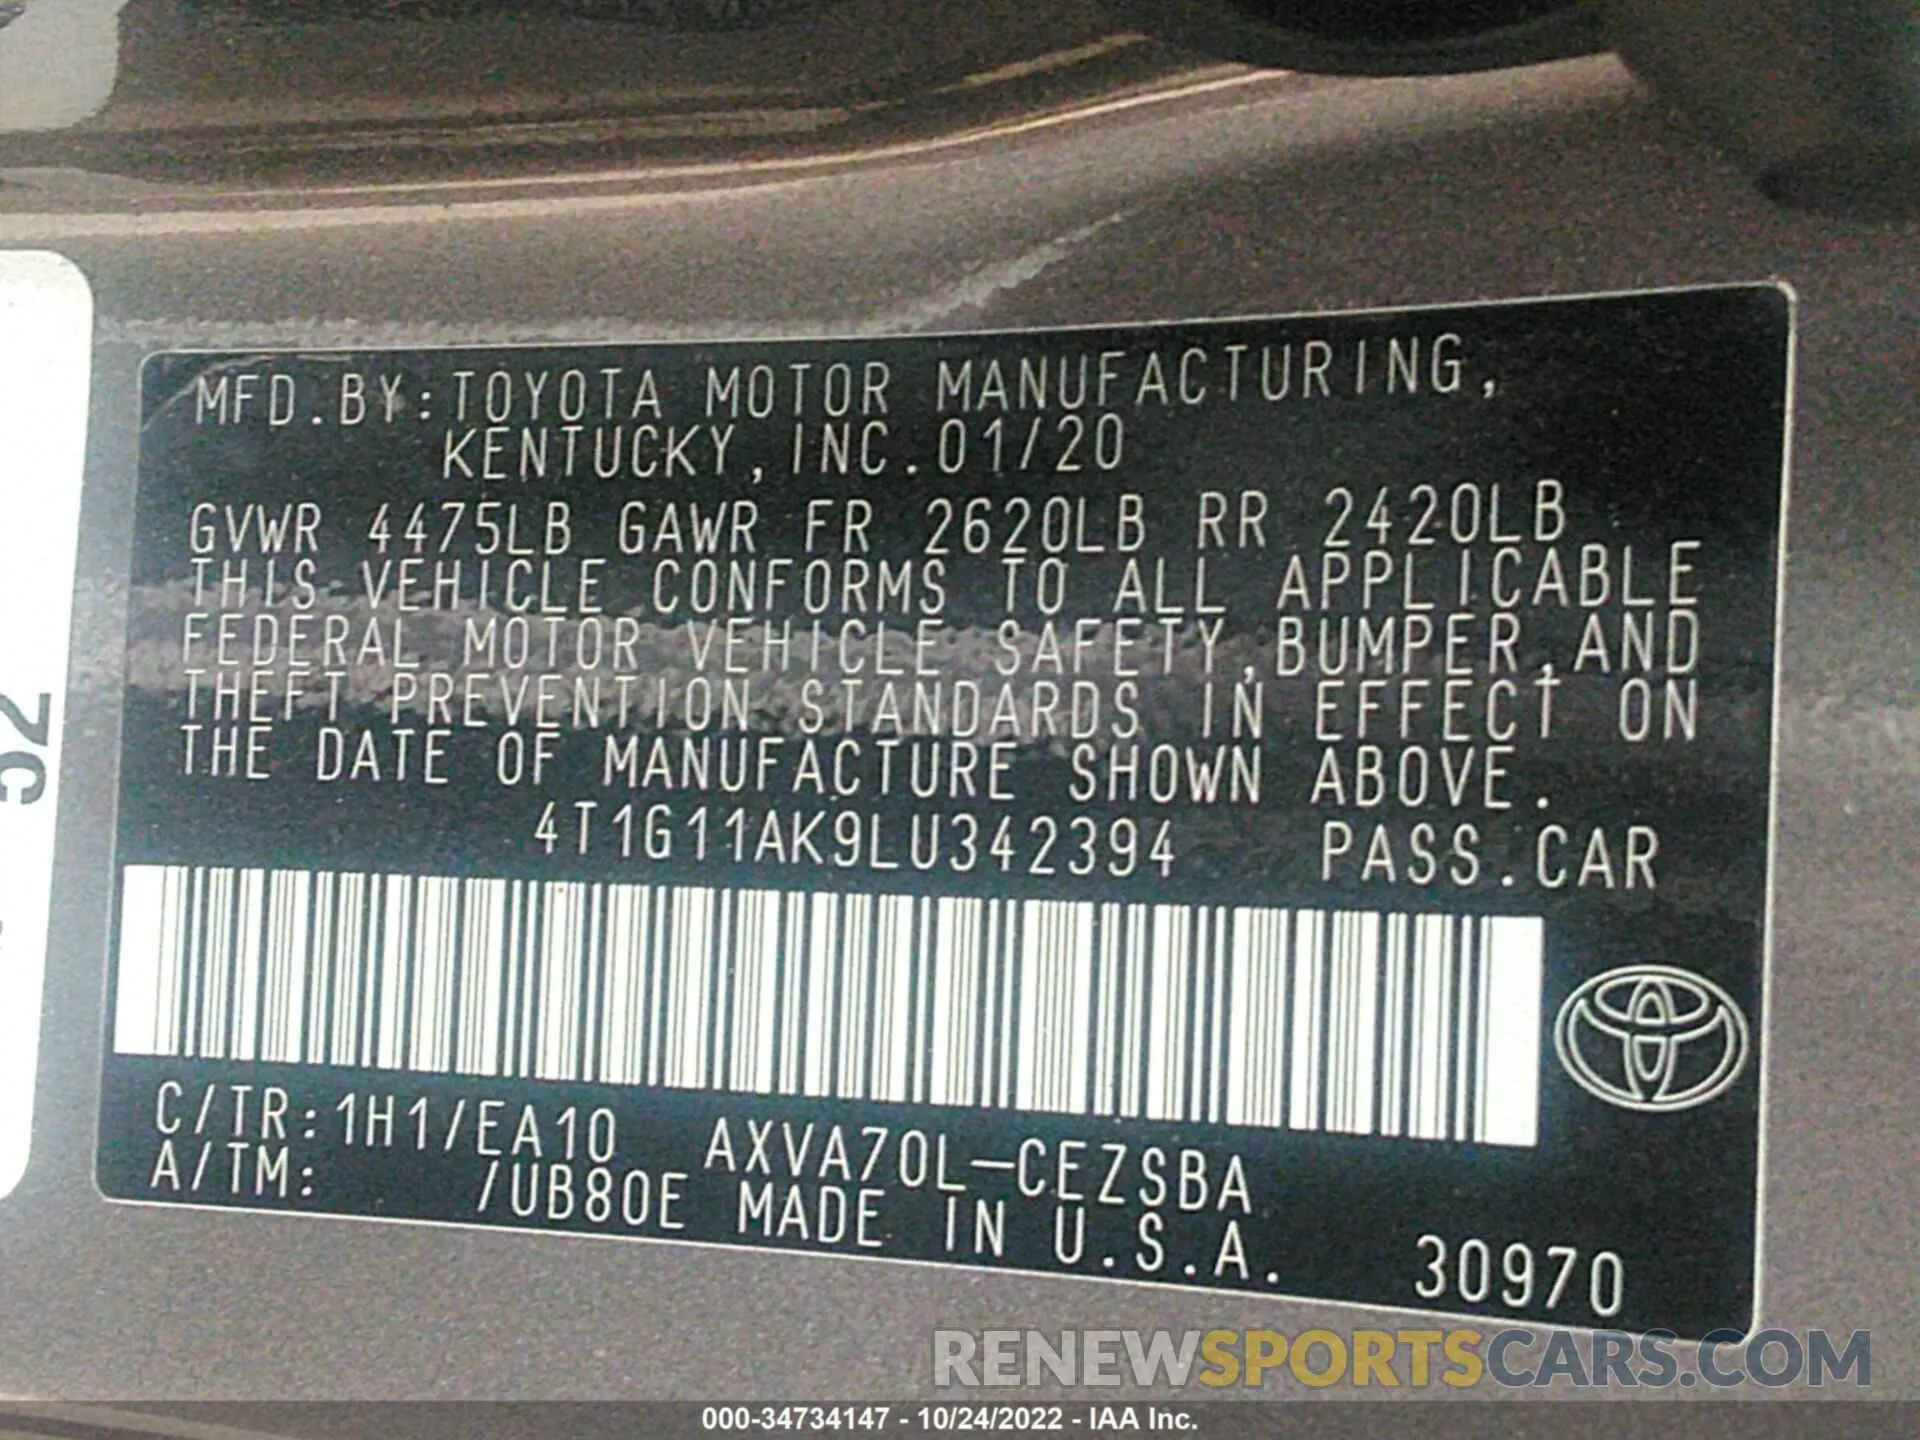 MFD.BY:TOYOTA MOTOR MANUFACTURING,
KENTUCKY,INC.01/20
GVWR 4475LB GAWR FR 2620LB RR 2420LB
THIS VEHICLE CONFORMS TO ALL APPLICABLE
FEDERAL MOTOR VEHICLE SAFETY,BUMPER,AND
THEFT PREVENTION STANDARDS IN EFFECT ON
THE DATE OF MANUFACTURE SHOWN ABOVE.
4T1G11AK9LU342394 PASS.CAR
C/TR:1H1/EA10 AXVA70L-CEZSBA
A/TM: /UB80E MADE IN U.S.A. 30970
52
RENEWSPORTSCARS.COM
000-34734147 - 10/24/2022 - IAA Inc.